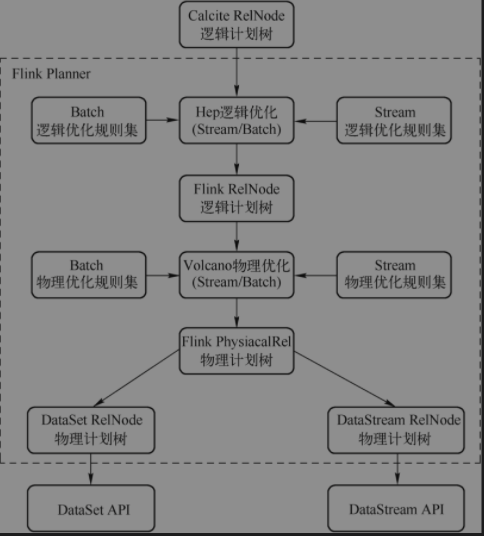 Calcite RelNode
逻辑计划树
Flink Planner
Batch
逻辑优化规则集
Hep逻辑优化
(Stream/Batch)
Stream
逻辑优化规则集
Flink RelNode
逻辑计划树
Batch
物理优化规则集
Volcano物理优化
(Stream/Batch)
Stream
物理优化规则集
Flink PhysiacalRel
物理计划树
DataSet RelNode
物理计划树
DataStream RelNode
物理计划树
DataSet API
DataStream API